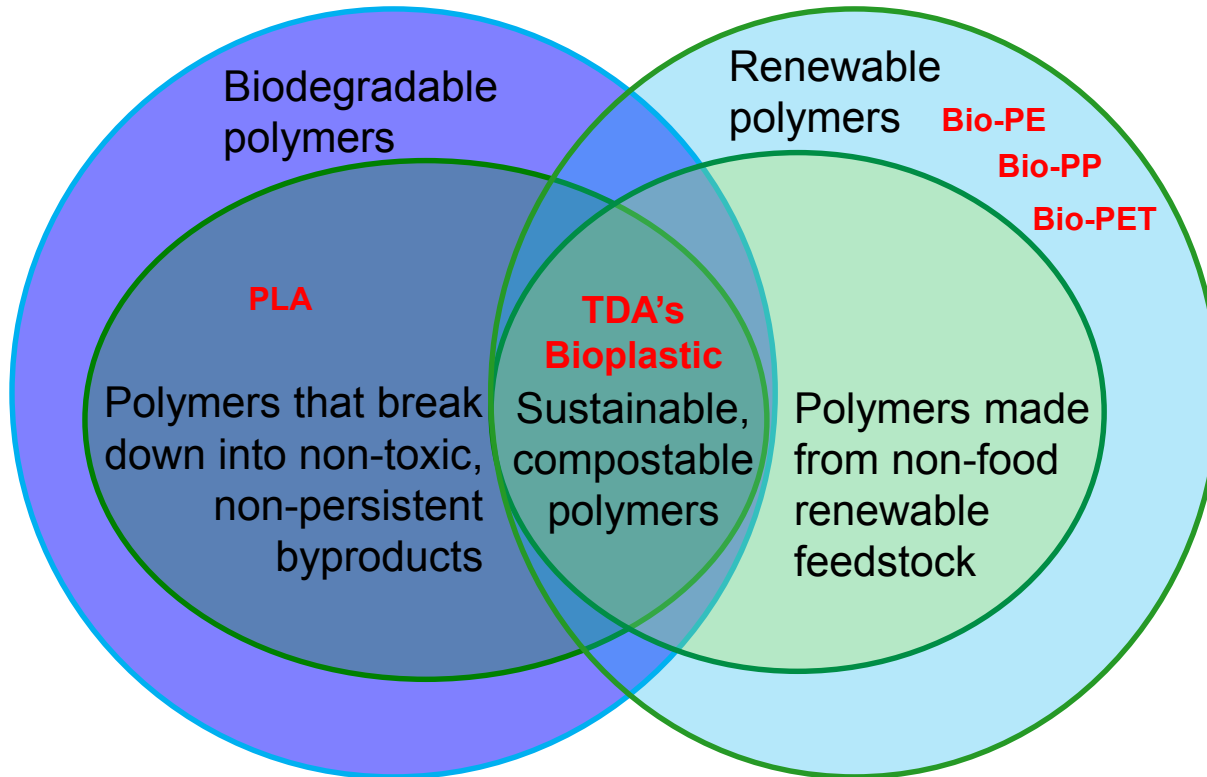 Biodegradable
polymers
Renewable
polymers
Bio-PE
Bio-PP
Bio-PET
PLA
TDA’s
Bioplastic
Polymers that break
down into non-toxic,
non-persistent
byproducts
Sustainable,
compostable
polymers
Polymers made
from non-food
renewable
feedstock